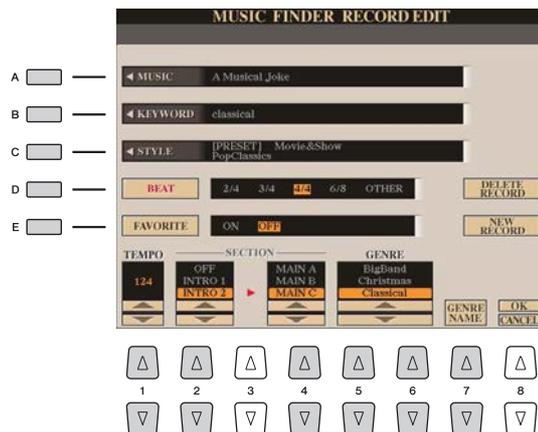 MUSIC FINDER RECORD EDIT
A
MUSIC A Musical Joke
B
KEYWORD classical
C
STYLE [PRESET] Movie&Show
PopClassics
D
BEAT 2/4 3/4 4/4 6/8 OTHER
DELETE
RECORD
E
FAVORITE ON OFF
NEW
RECORD
TEMPO SECTION GENRE
124
OFF
INTRO 1
INTRO 2
MAIN A
MAIN B
MAIN C
BigBand
Christmas
Classical
GENRE
NAME
OK
CANCEL
1 2 3 4 5 6 7 8